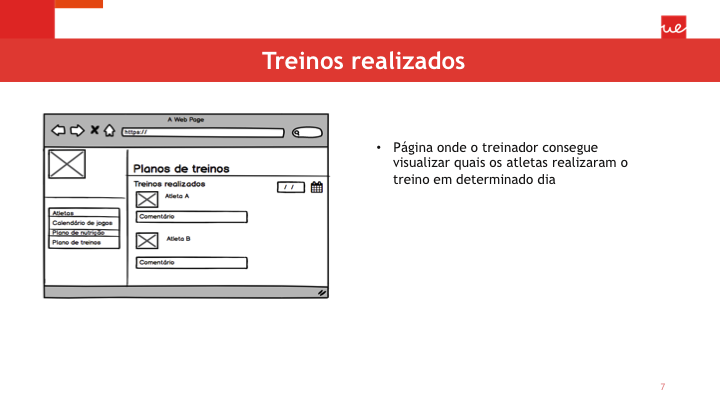 ue
Treinos realizados
A Web Page
https://
Planos de treinos
Treinos realizados
/ /
Atleta A
Comentário
Atleta B
Comentário
Atletas
Calendário de jogos
Plano de nutrição
Plano de treinos
• Página onde o treinador consegue
visualizar quais os atletas realizaram o
treino em determinado dia
7